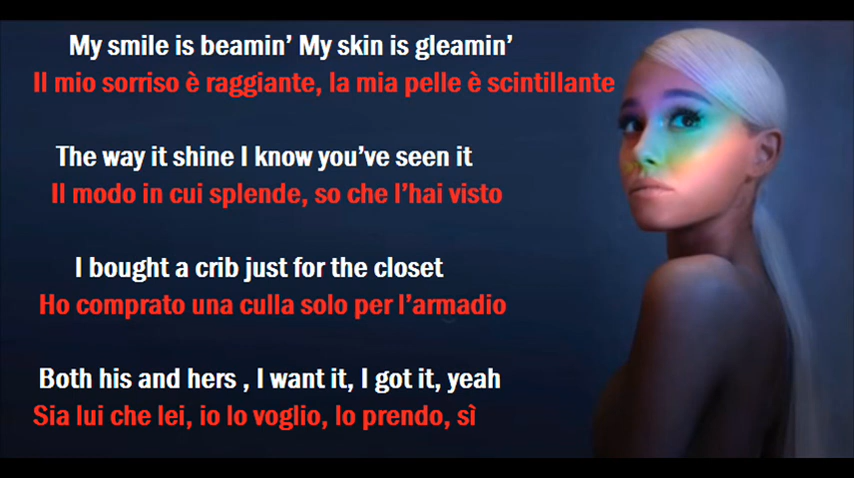 My smile is beamin’ My skin is gleamin’
Il mio sorriso è raggiante, la mia pelle è scintillante
The way it shine I know you’ve seen it
Il modo in cui splende, so che l’hai visto
I bought a crib just for the closet
Ho comprato una culla solo per l’armadio
Both his and hers , I want it, I got it, yeah
Sia lui che lei, io lo voglio, lo prendo, sì